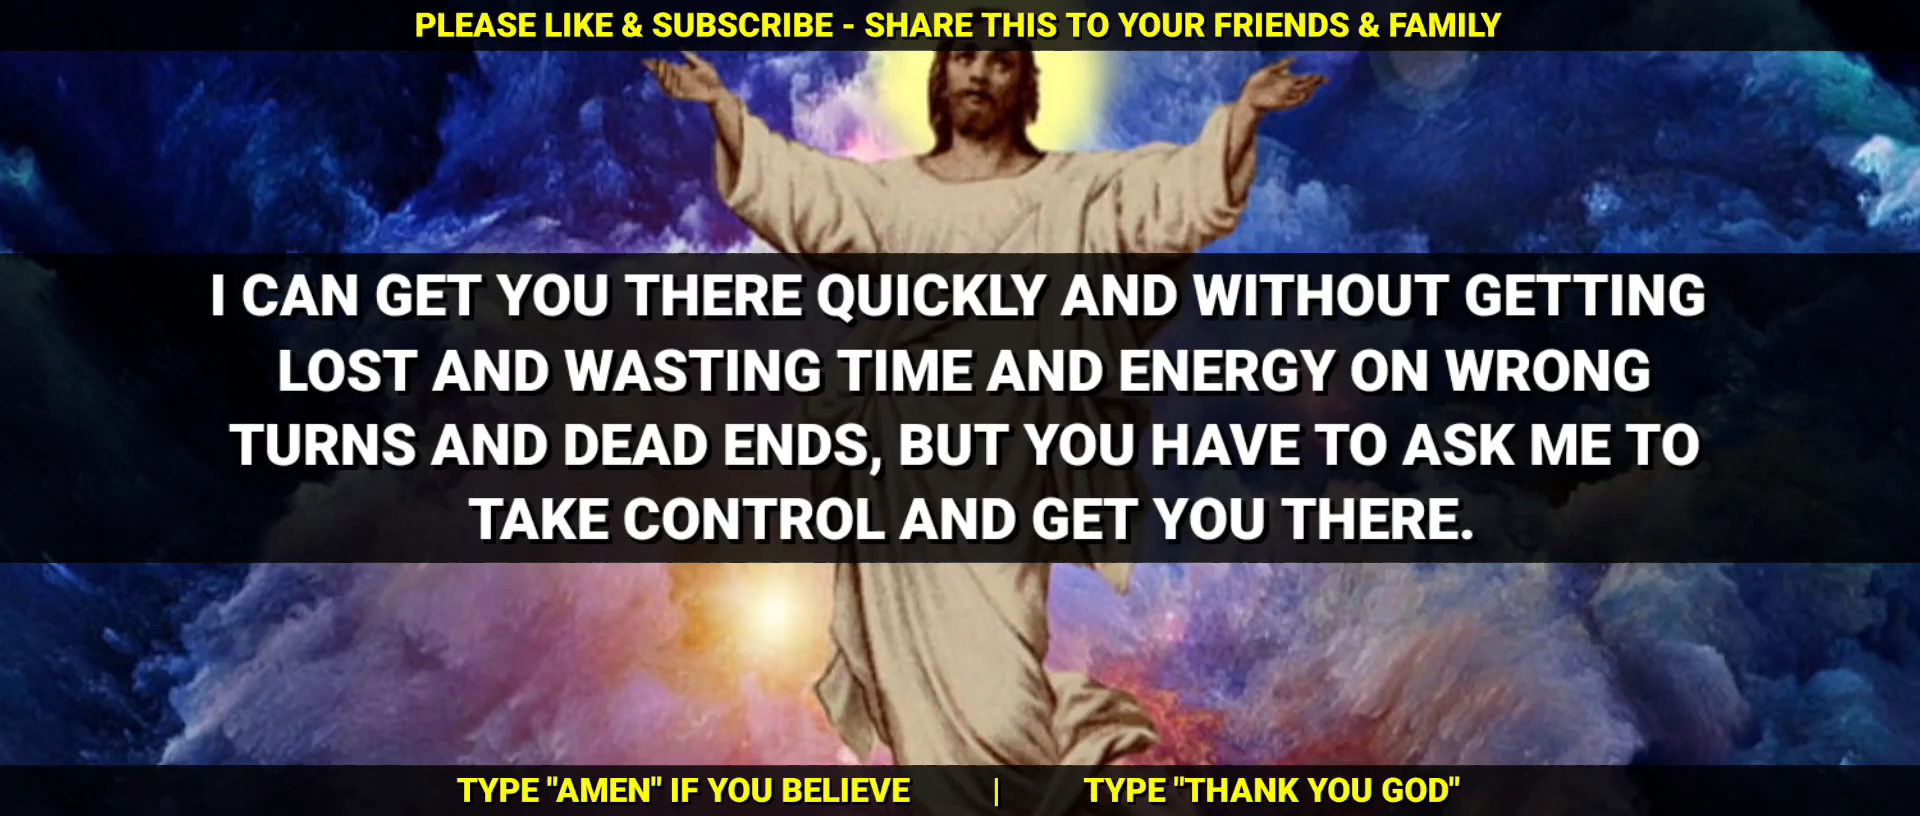 PLEASE LIKE & SUBSCRIBE - SHARE THIS TO YOUR FRIENDS & FAMILY
I CAN GET YOU THERE QUICKLY AND WITHOUT GETTING
LOST AND WASTING TIME AND ENERGY ON WRONG
TURNS AND DEAD ENDS, BUT YOU HAVE TO ASK ME TO
TAKE CONTROL AND GET YOU THERE.
TYPE "AMEN" IF YOU BELIEVE | TYPE "THANK YOU GOD"